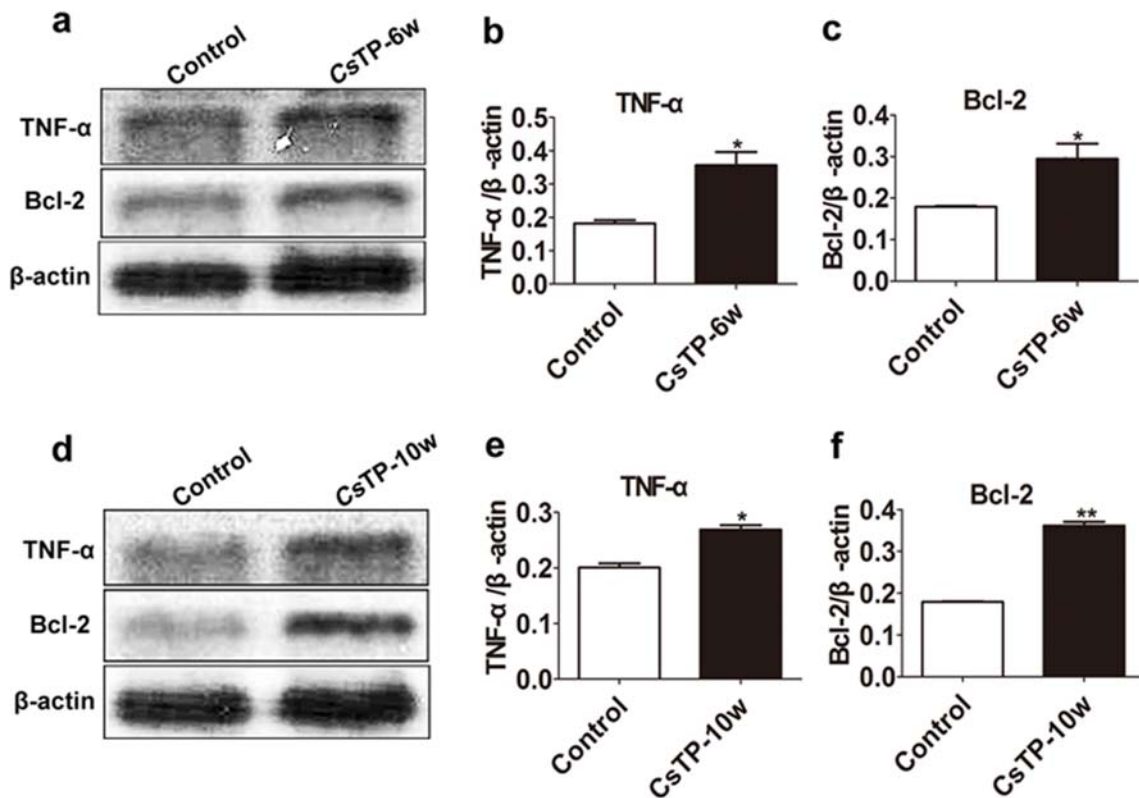 a
Control
CsTP-6w
TNF-α
Bcl-2
β-actin
b
TNF-α
TNF-α/β -actin
0.5
0.4
0.3
0.2
0.1
0.0
*
Control
CsTP-6w
c
Bcl-2
Bcl-2/β -actin
0.4
0.3
0.2
0.1
0.0
*
Control
CsTP-6w
d
Control
CsTP-10w
TNF-α
Bcl-2
β-actin
e
TNF-α
TNF-α/β -actin
0.3
0.2
0.1
0.0
*
Control
CsTP-10w
f
Bcl-2
Bcl-2/β -actin
0.4
0.3
0.2
0.1
0.0
**
Control
CsTP-10w